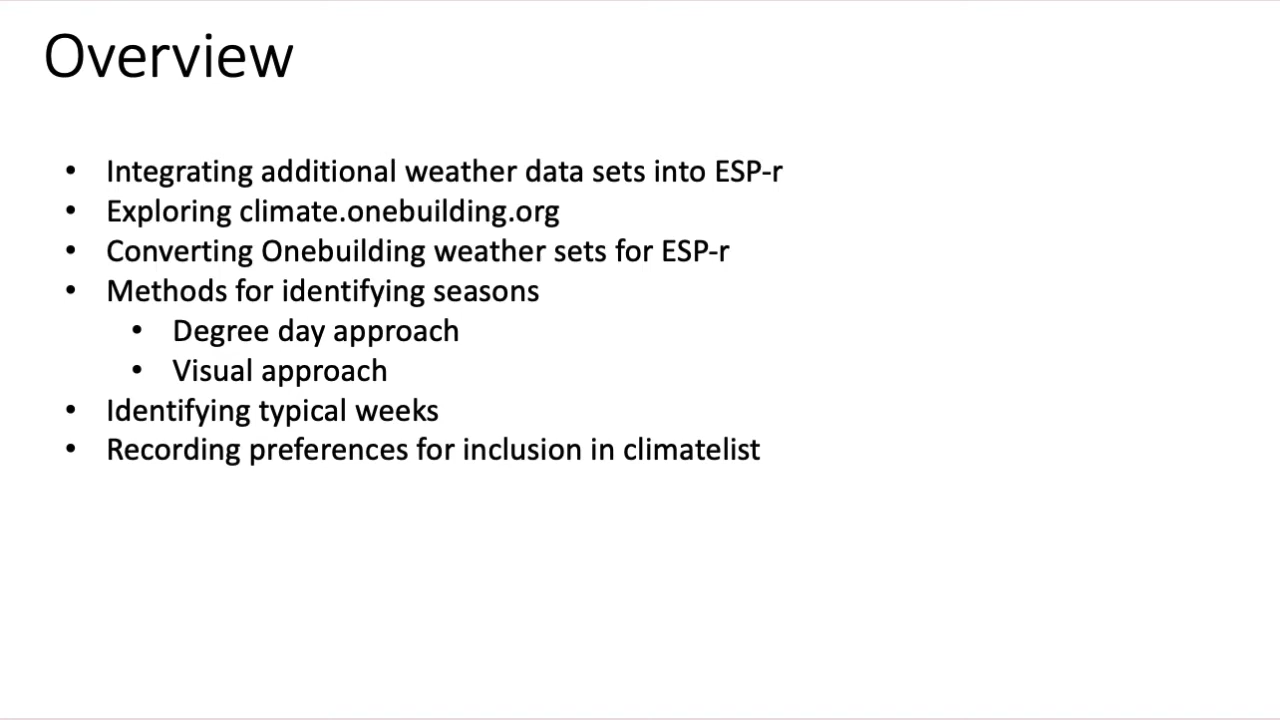 Overview
• Integrating additional weather data sets into ESP-r
• Exploring climate.onebuilding.org
• Converting Onebuilding weather sets for ESP-r
• Methods for identifying seasons
• Degree day approach
• Visual approach
• Identifying typical weeks
• Recording preferences for inclusion in climatelist